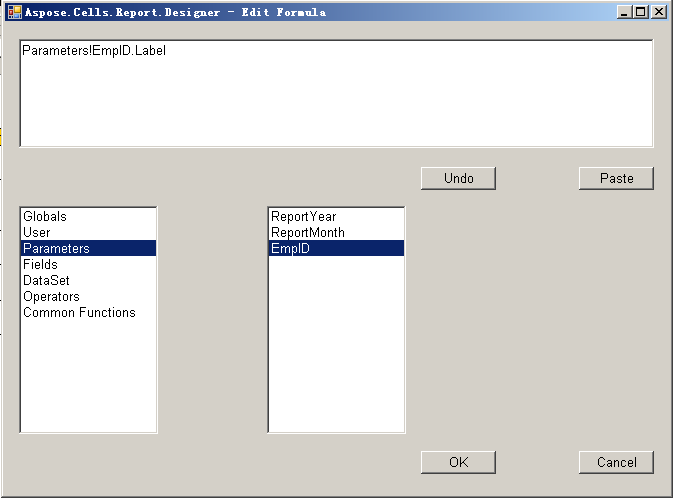 Aspose.Cells.Report.Designer - Edit Formula
Parameters!EmpID.Label
Undo
Paste
Globals
User
Parameters
Fields
DataSet
Operators
Common Functions
ReportYear
ReportMonth
EmpID
OK
Cancel